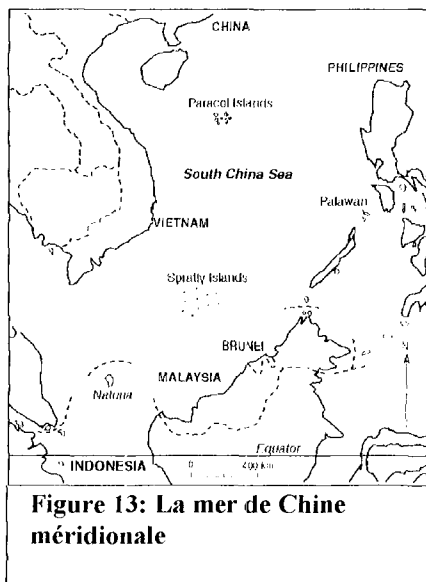 CHINA
PHILIPPINES
Paracol Islands
South China Sea
Palawan
VIETNAM
Spratly Islands
BRUNEI
MALAYSIA
Natuna
N
Equator
INDONESIA
0 400 km
Figure 13: La mer de Chine
méridionale